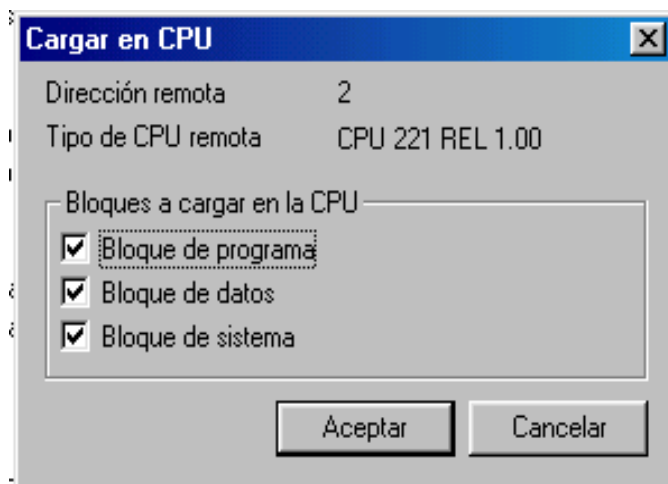 Cargar en CPU
Dirección remota 2
Tipo de CPU remota CPU 221 REL 1.00
Bloques a cargar en la CPU
Bloque de programa
Bloque de datos
Bloque de sistema
Aceptar Cancelar